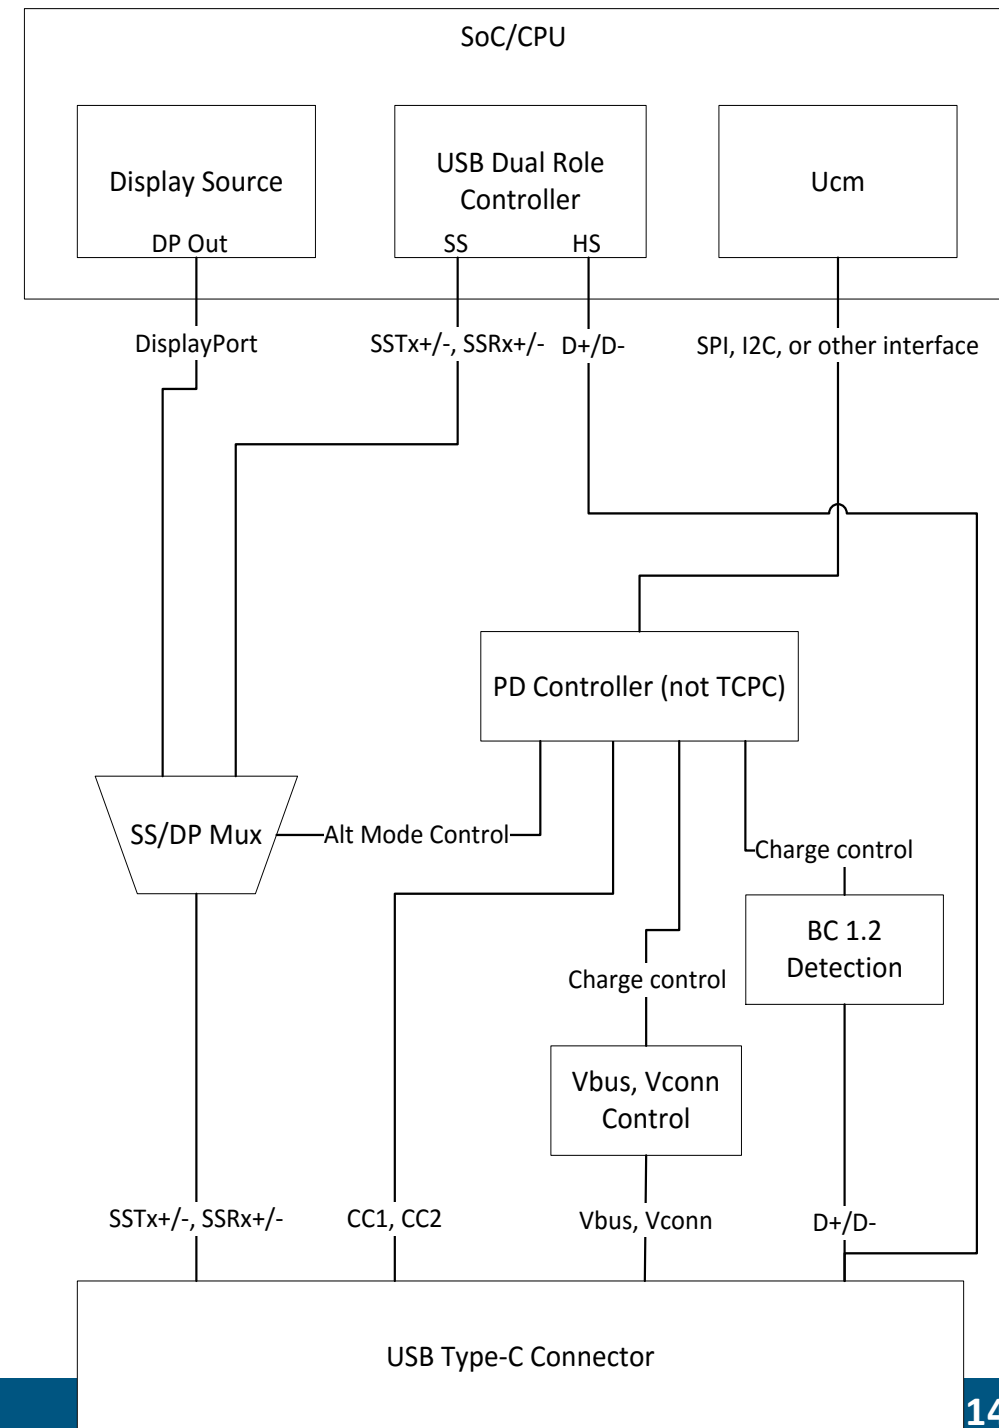 SoC/CPU
Display Source
DP Out
USB Dual Role
Controller
SS
HS
Ucm
DisplayPort
SSTx+/-, SSRx+/-
D+/D-
SPI, I2C, or other interface
PD Controller (not TCPC)
SS/DP Mux
Alt Mode Control
Charge control
BC 1.2
Detection
Charge control
Vbus, Vconn
Control
SSTx+/-, SSRx+/-
CC1, CC2
Vbus, Vconn
D+/D-
USB Type-C Connector
14